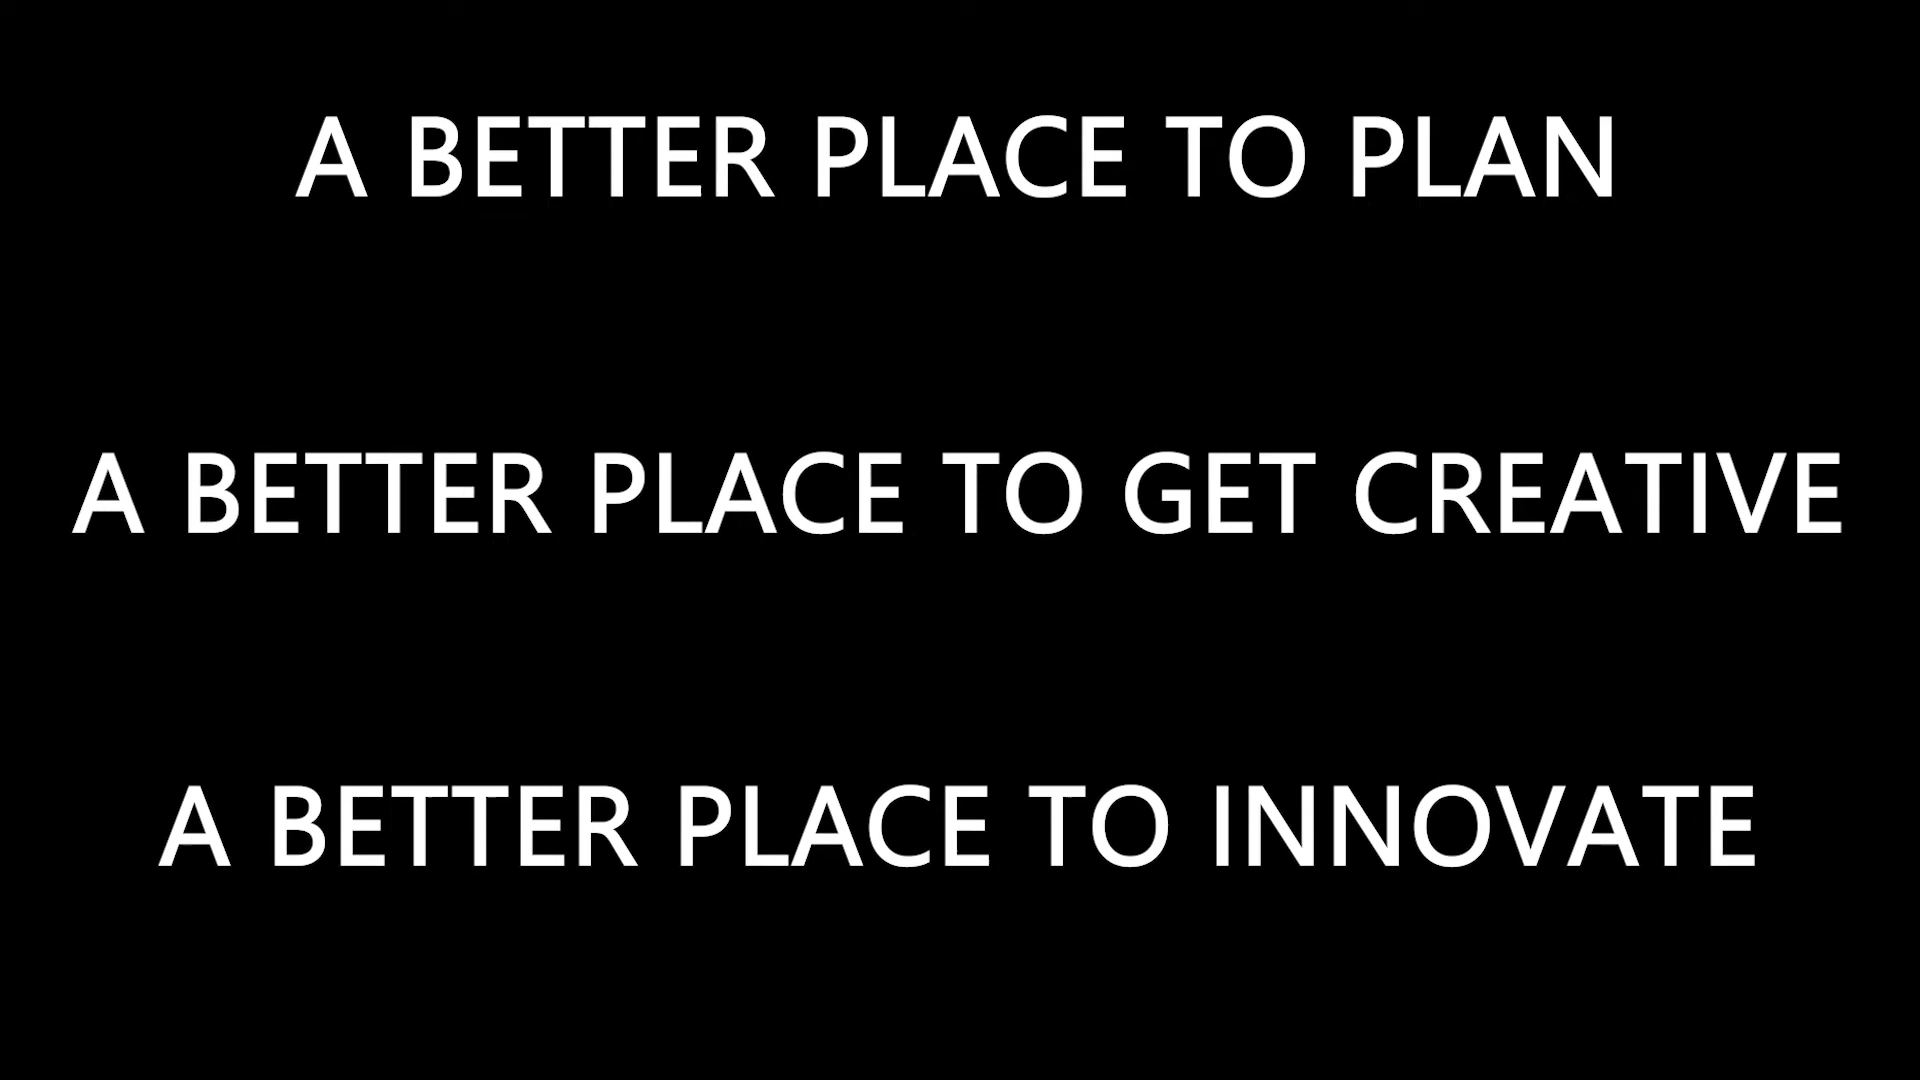 A BETTER PLACE TO PLAN
A BETTER PLACE TO GET CREATIVE
A BETTER PLACE TO INNOVATE